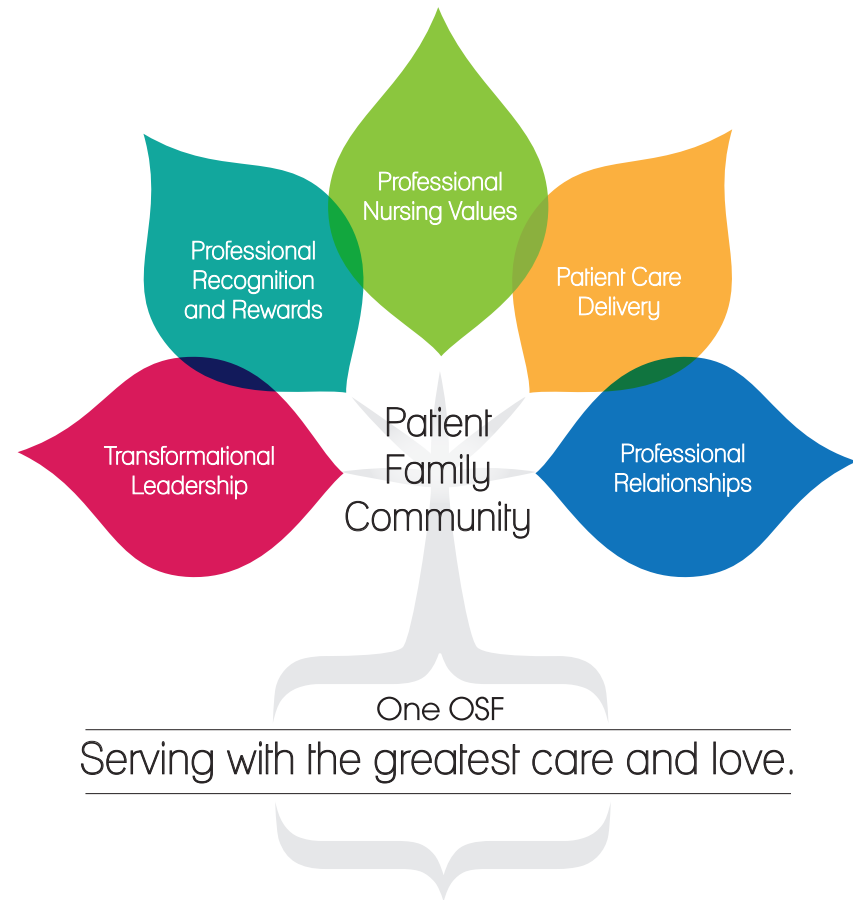 Professional
Nursing Values
Professional
Recognition
and Rewards
Patient Care
Delivery
Transformational
Leadership
Professional
Relationships
Patient
Family
Community
One OSF
Serving with the greatest care and love.